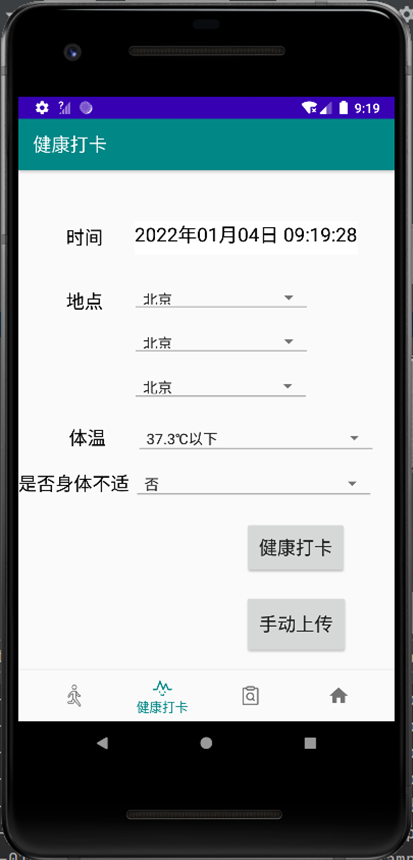 9:19
健康打卡
时间 2022年01月04日 09:19:28
地点 北京
北京
北京
体温 37.3℃以下
是否身体不适 否
健康打卡
手动上传
健康打卡